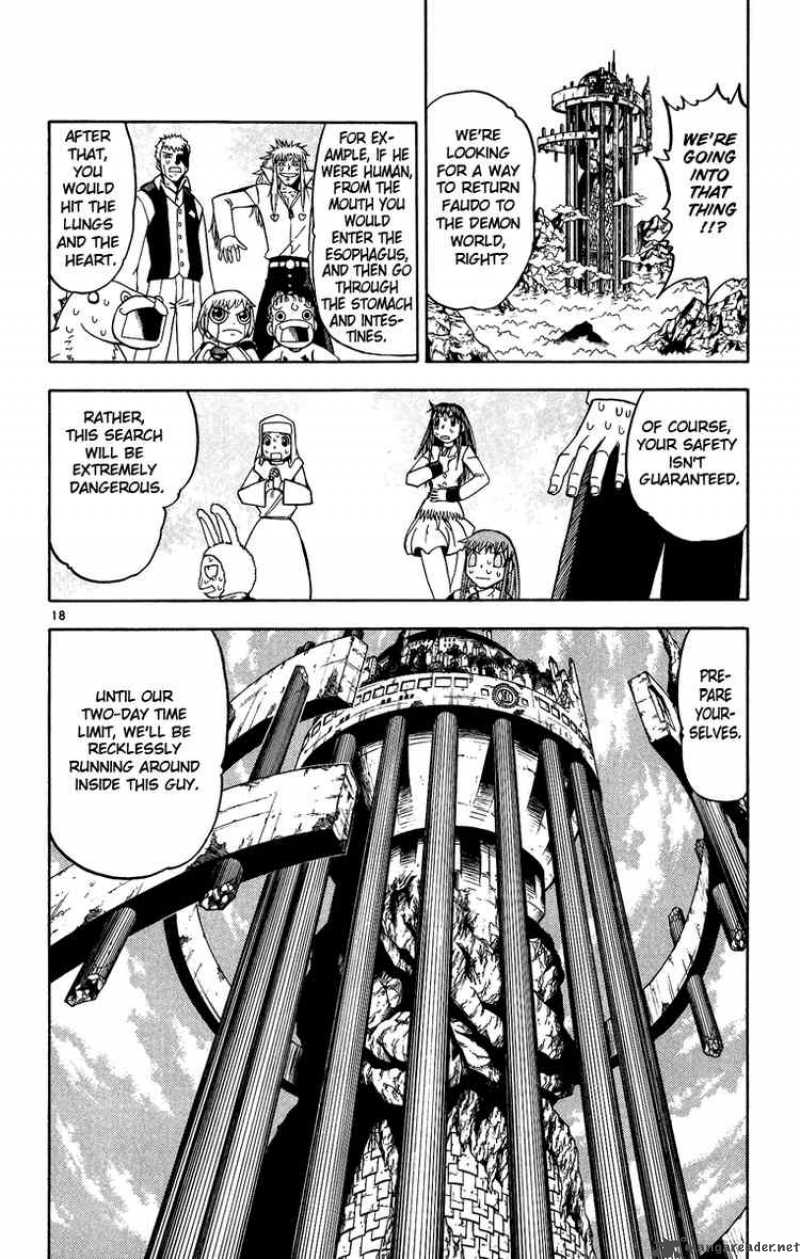 WE'RE
GOING
INTO
THAT
THING
!!?
WE'RE
LOOKING
FOR A WAY
TO RETURN
FAUDO TO
THE DEMON
WORLD,
RIGHT?
FOR EX-
AMPLE, IF HE
WERE HUMAN,
FROM THE
MOUTH YOU
WOULD
ENTER THE
ESOPHAGUS,
AND THEN GO
THROUGH
THE STOMACH
AND INTES-
TINES.
AFTER
THAT,
YOU
WOULD
HIT THE
LUNGS
AND THE
HEART.
OF COURSE,
YOUR SAFETY
ISN'T
GUARANTEED.
RATHER,
THIS SEARCH
WILL BE
EXTREMELY
DANGEROUS.
18
PRE-
PARE
YOUR-
SELVES.
UNTIL OUR
TWO-DAY TIME
LIMIT, WE'LL BE
RECKLESSLY
RUNNING AROUND
INSIDE THIS GUY.
mangareader.net